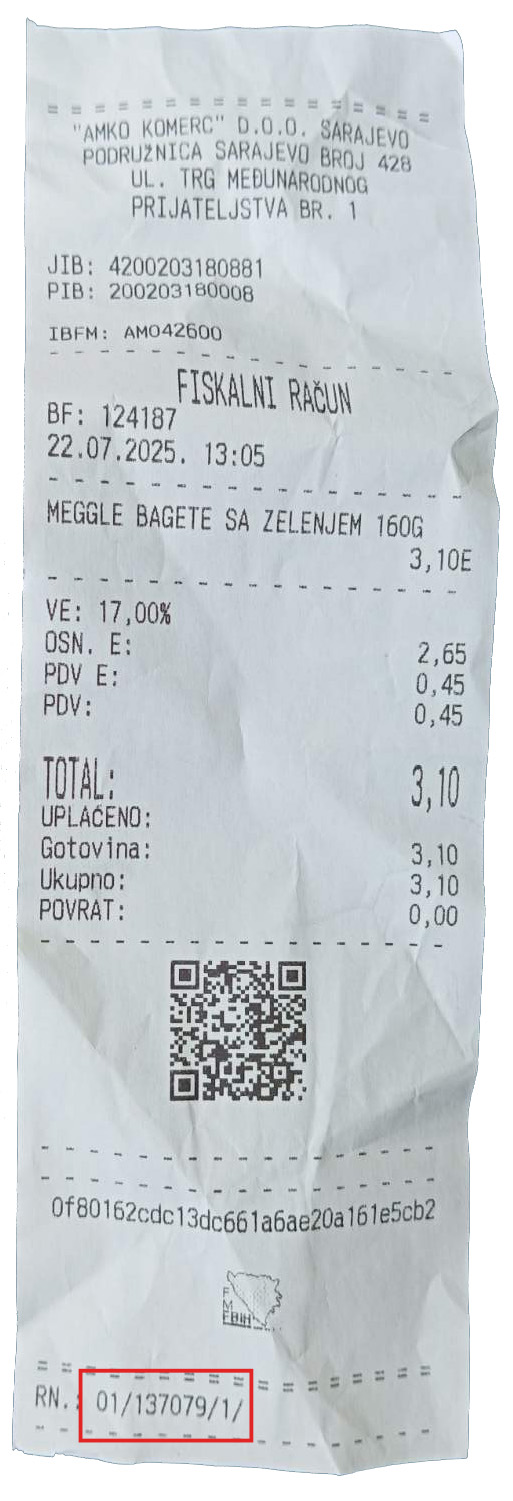 "AMKO KOMERC" D.O.O. SARAJEVO
PODRUŽNICA SARAJEVO BROJ 428
UL. TRG MEĐUNARODNOG
PRIJATELJSTVA BR. 1
JIB: 4200203180881
PIB: 200203180008
IBFM: AM042600
FISKALNI RAČUN
BF: 124187
22.07.2025. 13:05
MEGGLE BAGETE SA ZELENJEM 160G
3,10E
VE: 17,00%
OSN. E: 2,65
PDV E: 0,45
PDV: 0,45
TOTAL: 3,10
UPLAĆENO:
Gotovina: 3,10
Ukupno: 3,10
POVRAT: 0,00
0f80162cdc13dc661a6ae20a161e5cb2
FMFBIH
RN.: 01/137079/1/